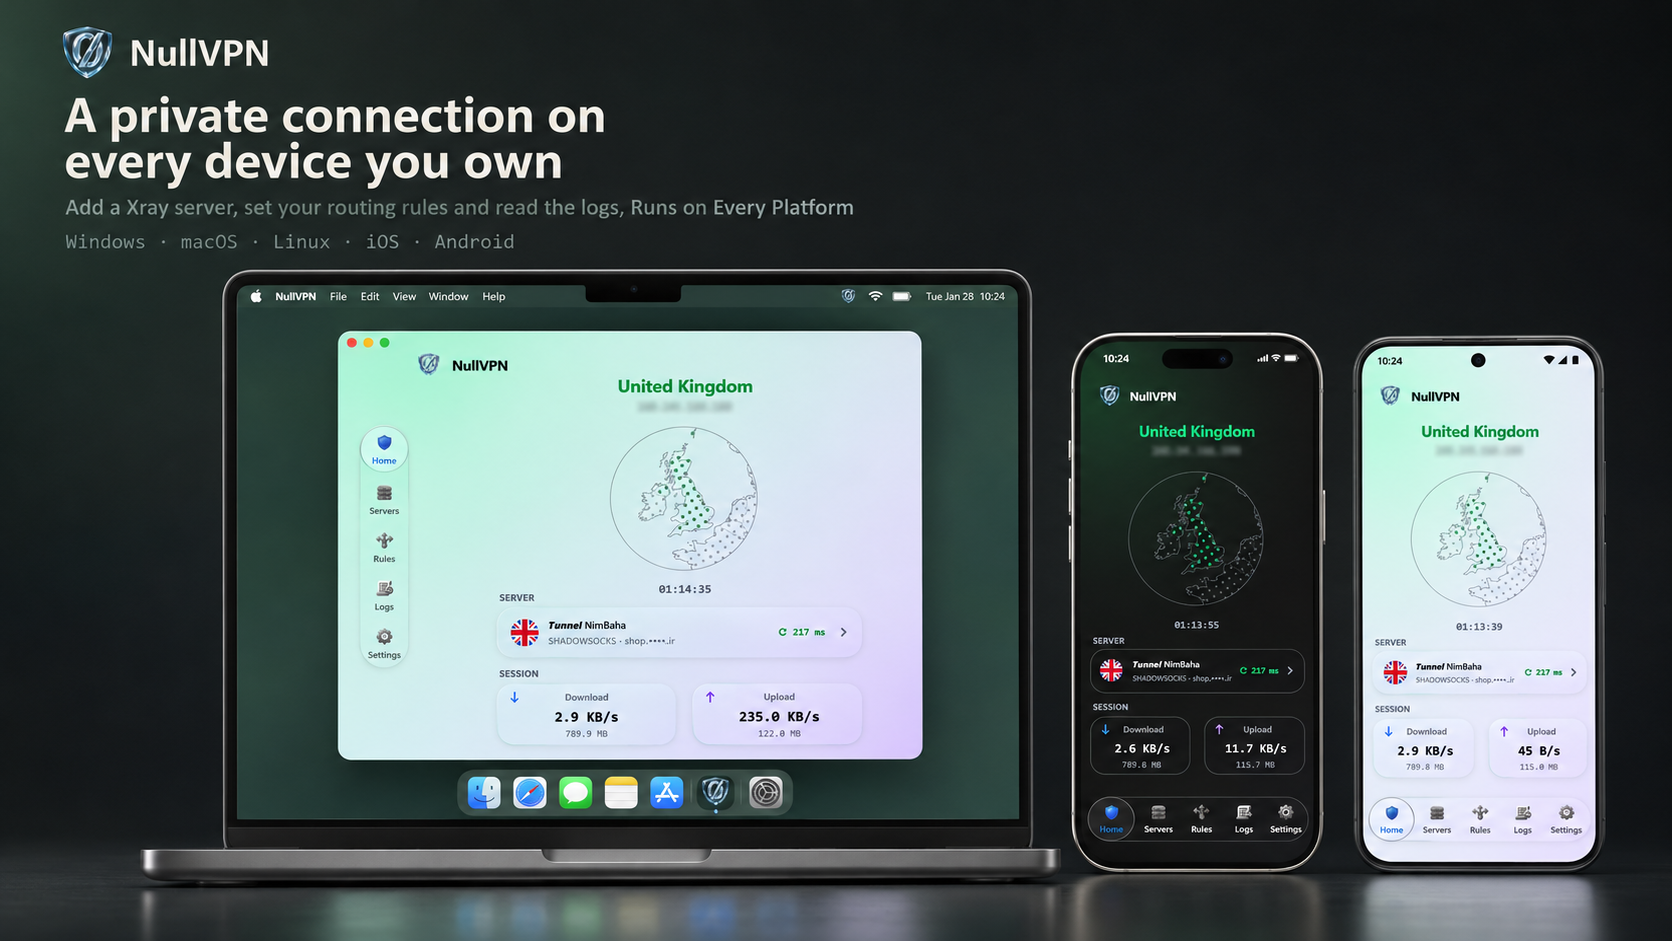 NullVPN
A private connection on
every device you own
Add a Xray server, set your routing rules and read the logs, Runs on Every Platform
Windows · macOS · Linux · iOS · Android
NullVPN File Edit View Window Help
Tue Jan 28 10:24
NullVPN
United Kingdom
Home
Servers
Rules
Logs
Settings
01:14:35
SERVER
Tunnel NimBaha
SHADOWSOCKS · shop.••••.ir
217 ms
SESSION
Download
2.9 KB/s
789.9 MB
Upload
235.0 KB/s
122.0 MB
10:24
NullVPN
United Kingdom
01:13:55
SERVER
Tunnel NimBaha
SHADOWSOCKS · shop.••••.ir
217 ms
SESSION
Download
2.6 KB/s
789.8 MB
Upload
11.7 KB/s
115.7 MB
Home Servers Rules Logs Settings
10:24
NullVPN
United Kingdom
01:13:39
SERVER
Tunnel NimBaha
SHADOWSOCKS · shop.••••.ir
217 ms
SESSION
Download
2.9 KB/s
789.8 MB
Upload
45 B/s
115.0 MB
Home Servers Rules Logs Settings